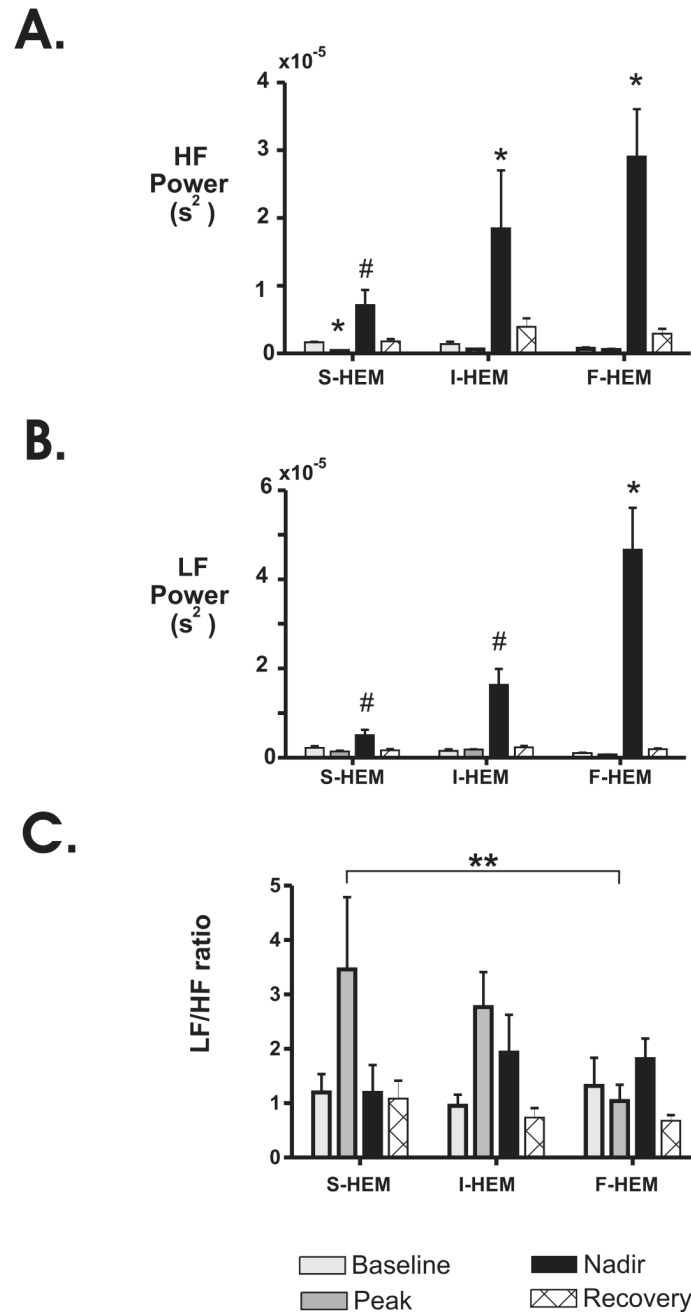 A.
x10-5
4
*
HF
Power
(s2 )
3
*
2
#
1
*
0
S-HEM I-HEM F-HEM
B.
x10-5
6
*
LF
Power
(s2 )
4
#
2
#
0
S-HEM I-HEM F-HEM
C.
**
LF/HF ratio
5
4
3
2
1
0
S-HEM I-HEM F-HEM
Baseline Nadir
Peak Recovery